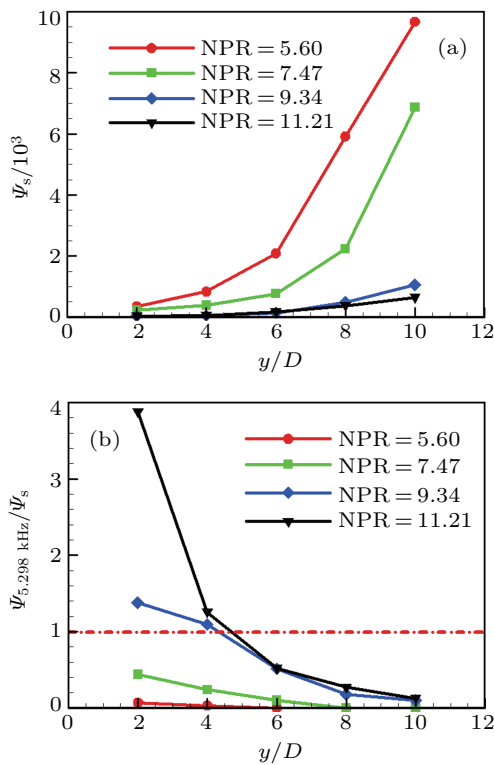 10
8
6
4
2
0
Ψs/10³
NPR = 5.60
NPR = 7.47
NPR = 9.34
NPR = 11.21
(a)
0 2 4 6 8 10 12
y/D
4
3
2
1
0
Ψ5.298 kHz/Ψs
(b)
NPR = 5.60
NPR = 7.47
NPR = 9.34
NPR = 11.21
0 2 4 6 8 10 12
y/D